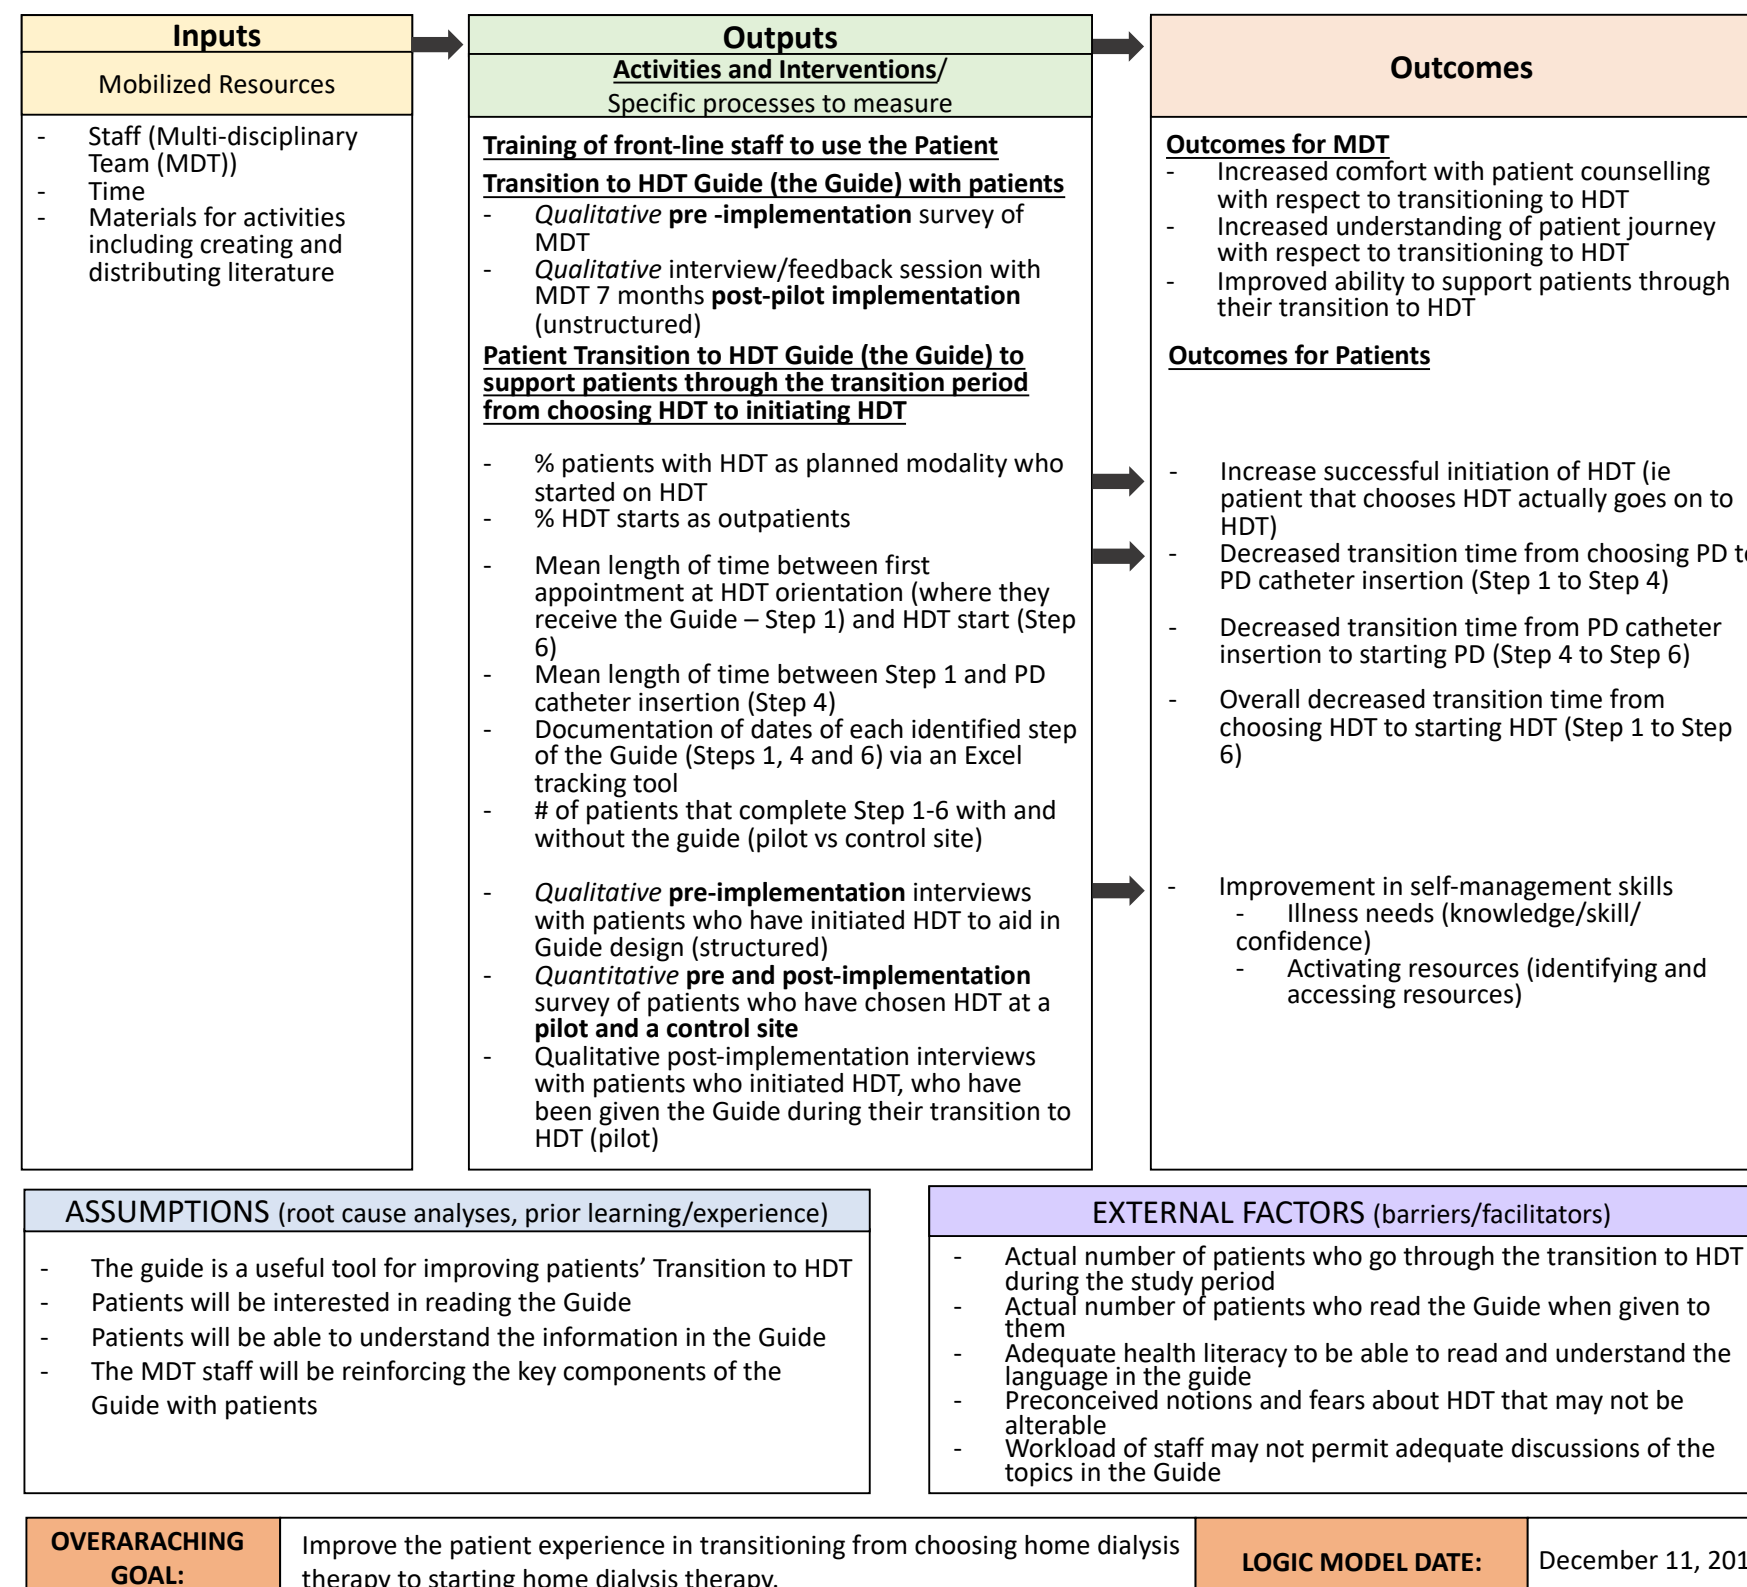 Inputs
Mobilized Resources
- Staff (Multi-disciplinary
Team (MDT))
- Time
- Materials for activities
including creating and
distributing literature
Outputs
Activities and Interventions/
Specific processes to measure
Training of front-line staff to use the Patient
Transition to HDT Guide (the Guide) with patients
- Qualitative pre -implementation survey of
MDT
- Qualitative interview/feedback session with
MDT 7 months post-pilot implementation
(unstructured)
Patient Transition to HDT Guide (the Guide) to
support patients through the transition period
from choosing HDT to initiating HDT
- % patients with HDT as planned modality who
started on HDT
- % HDT starts as outpatients
- Mean length of time between first
appointment at HDT orientation (where they
receive the Guide – Step 1) and HDT start (Step
6)
- Mean length of time between Step 1 and PD
catheter insertion (Step 4)
- Documentation of dates of each identified step
of the Guide (Steps 1, 4 and 6) via an Excel
tracking tool
- # of patients that complete Step 1-6 with and
without the guide (pilot vs control site)
- Qualitative pre-implementation interviews
with patients who have initiated HDT to aid in
Guide design (structured)
- Quantitative pre and post-implementation
survey of patients who have chosen HDT at a
pilot and a control site
- Qualitative post-implementation interviews
with patients who initiated HDT, who have
been given the Guide during their transition to
HDT (pilot)
Outcomes
Outcomes for MDT
- Increased comfort with patient counselling
with respect to transitioning to HDT
- Increased understanding of patient journey
with respect to transitioning to HDT
- Improved ability to support patients through
their transition to HDT
Outcomes for Patients
- Increase successful initiation of HDT (ie
patient that chooses HDT actually goes on to
HDT)
- Decreased transition time from choosing PD
PD catheter insertion (Step 1 to Step 4)
- Decreased transition time from PD catheter
insertion to starting PD (Step 4 to Step 6)
- Overall decreased transition time from
choosing HDT to starting HDT (Step 1 to Step
6)
- Improvement in self-management skills
- Illness needs (knowledge/skill/
confidence)
- Activating resources (identifying and
accessing resources)
ASSUMPTIONS (root cause analyses, prior learning/experience)
- The guide is a useful tool for improving patients’ Transition to HDT
- Patients will be interested in reading the Guide
- Patients will be able to understand the information in the Guide
- The MDT staff will be reinforcing the key components of the
Guide with patients
EXTERNAL FACTORS (barriers/facilitators)
- Actual number of patients who go through the transition to HDT
during the study period
- Actual number of patients who read the Guide when given to
them
- Adequate health literacy to be able to read and understand the
language in the guide
- Preconceived notions and fears about HDT that may not be
alterable
- Workload of staff may not permit adequate discussions of the
topics in the Guide
OVERARACHING
GOAL:
Improve the patient experience in transitioning from choosing home dialysis
therapy to starting home dialysis therapy.
LOGIC MODEL DATE:
December 11, 201